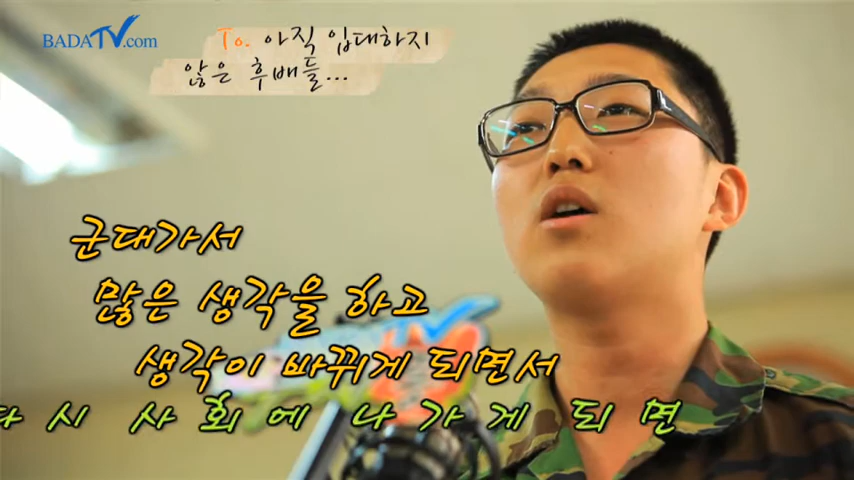 BADATV.com
To. 아직 입대하지
않은 후배들...
군대가서
많은 생각을 하고
생각이 바뀌게 되면서
다시 사회에 나가게 되면